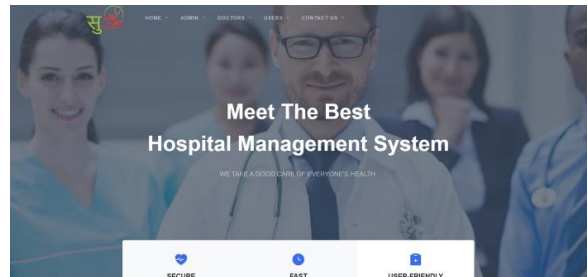 सु
HOME
ADMIN
DOCTORS
USERS
CONTACT US
Meet The Best
Hospital Management System
WE TAKE A GOOD CARE OF EVERYONE'S HEALTH
SECURE
FAST
USER-FRIENDLY